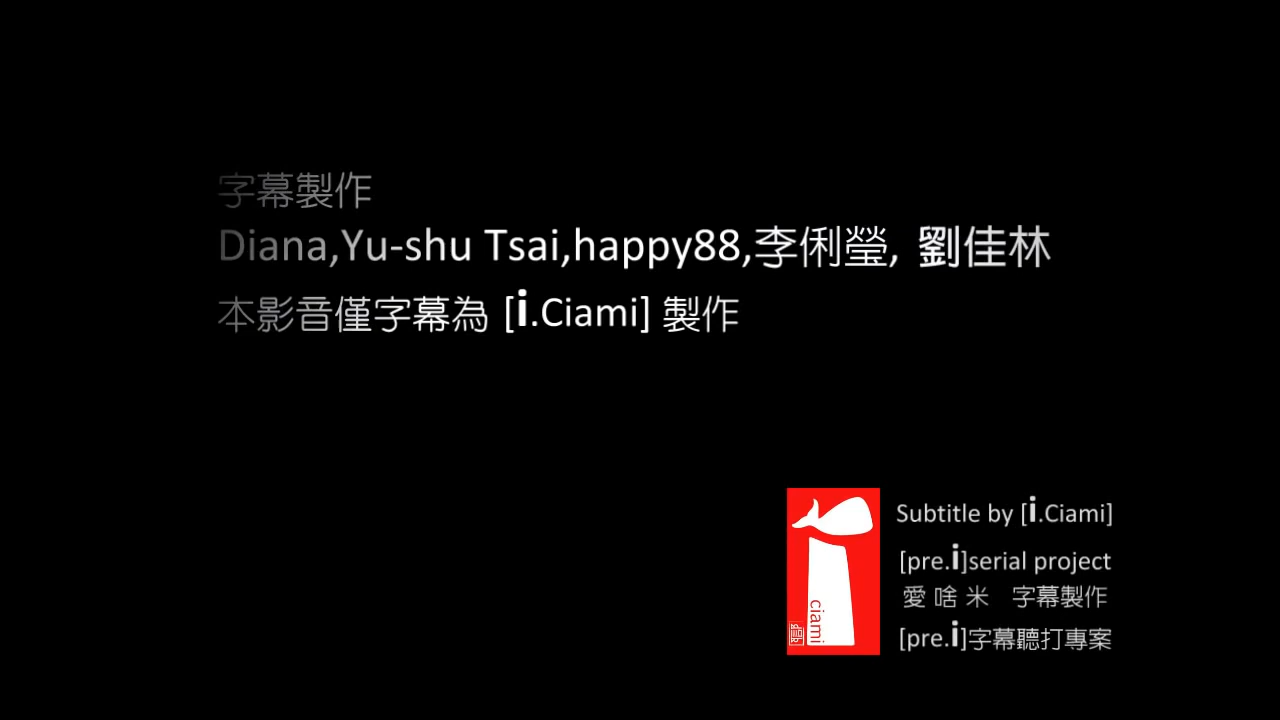 字幕製作
Diana,Yu-shu Tsai,happy88,李俐瑩, 劉佳林
本影音僅字幕為 [i.Ciami] 製作
Subtitle by [i.Ciami]
[pre.i]serial project
愛 啥 米 字幕製作
[pre.i]字幕聽打專案
ciami